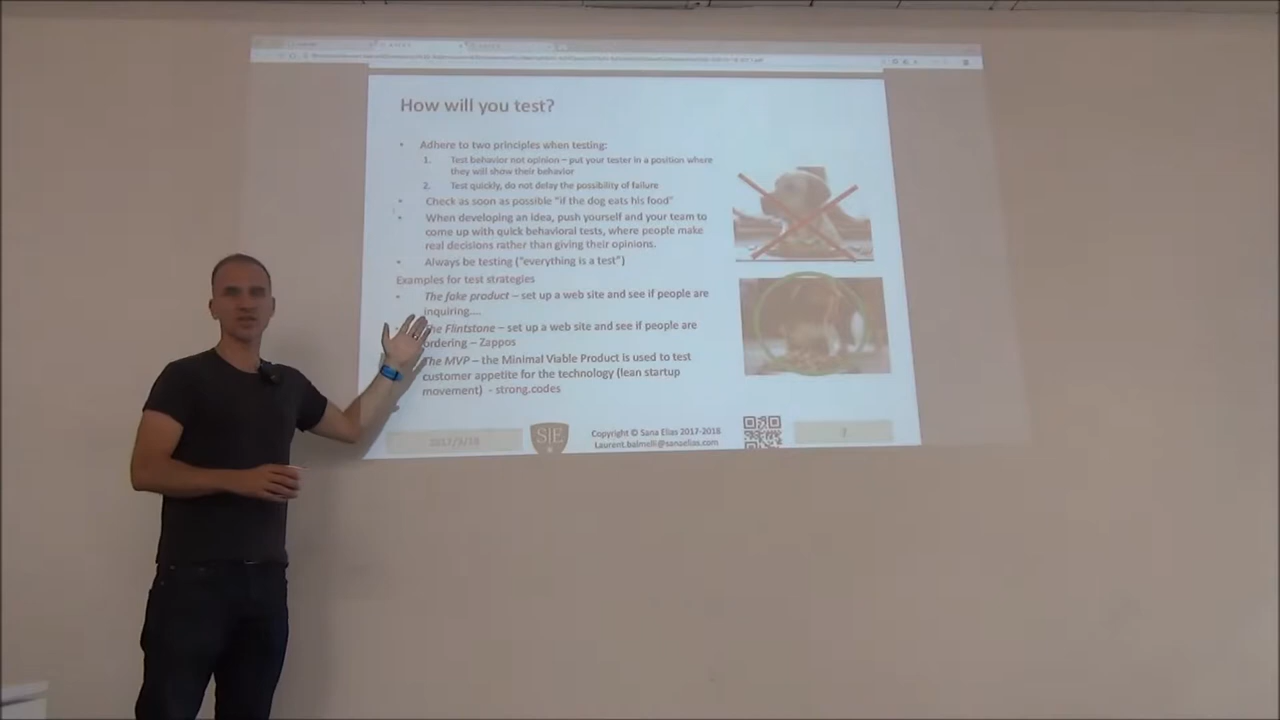 How will you test?
• Adhere to two principles when testing:
1. Test behavior not opinion – put your tester in a position where
they will show their behavior
2. Test quickly, do not delay the possibility of failure
• Check as soon as possible "if the dog eats his food"
• When developing an idea, push yourself and your team to
come up with quick behavioral tests, where people make
real decisions rather than giving their opinions.
• Always be testing ("everything is a test")
Examples for test strategies
• The fake product – set up a web site and see if people are
inquiring....
Flintstone – set up a web site and see if people are
ordering – Zappos
The MVP – the Minimal Viable Product is used to test
customer appetite for the technology (lean startup
movement) - strong.codes
SE
Copyright © Sana Elias 2017-2018
Laurent.balmelli@sanaelias.com